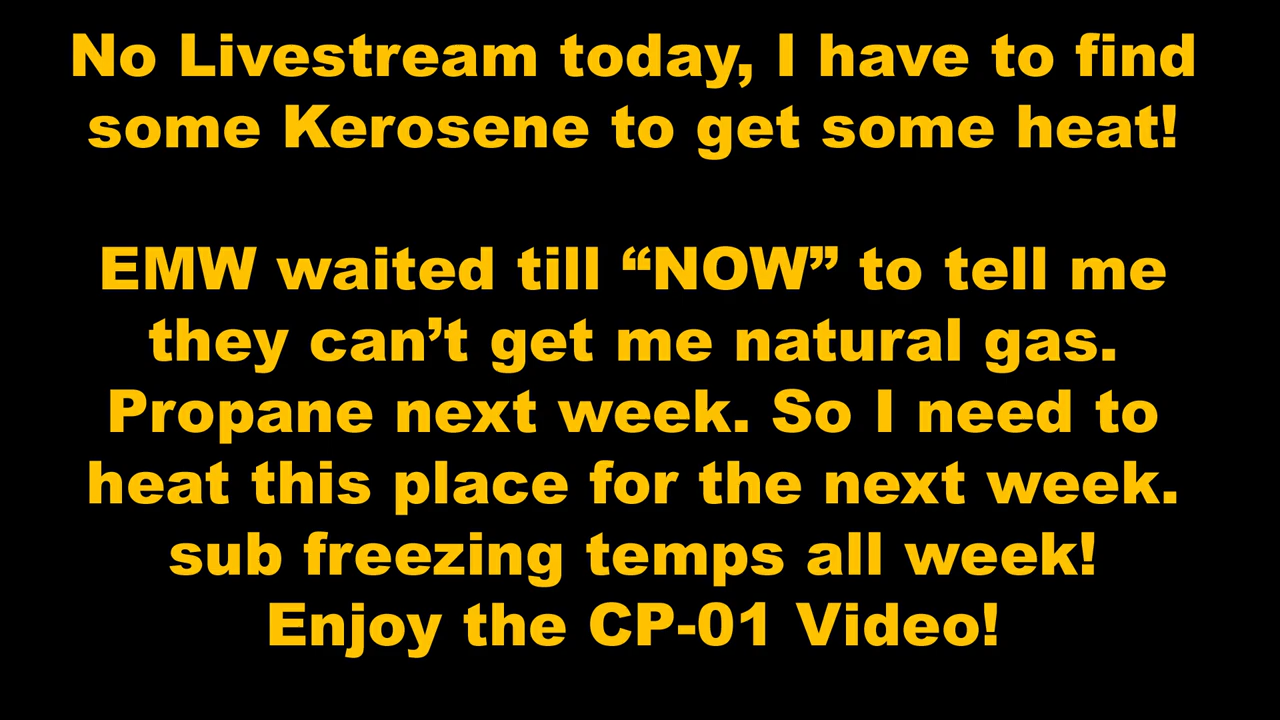 No Livestream today, I have to find
some Kerosene to get some heat!
EMW waited till “NOW” to tell me
they can’t get me natural gas.
Propane next week. So I need to
heat this place for the next week.
sub freezing temps all week!
Enjoy the CP-01 Video!